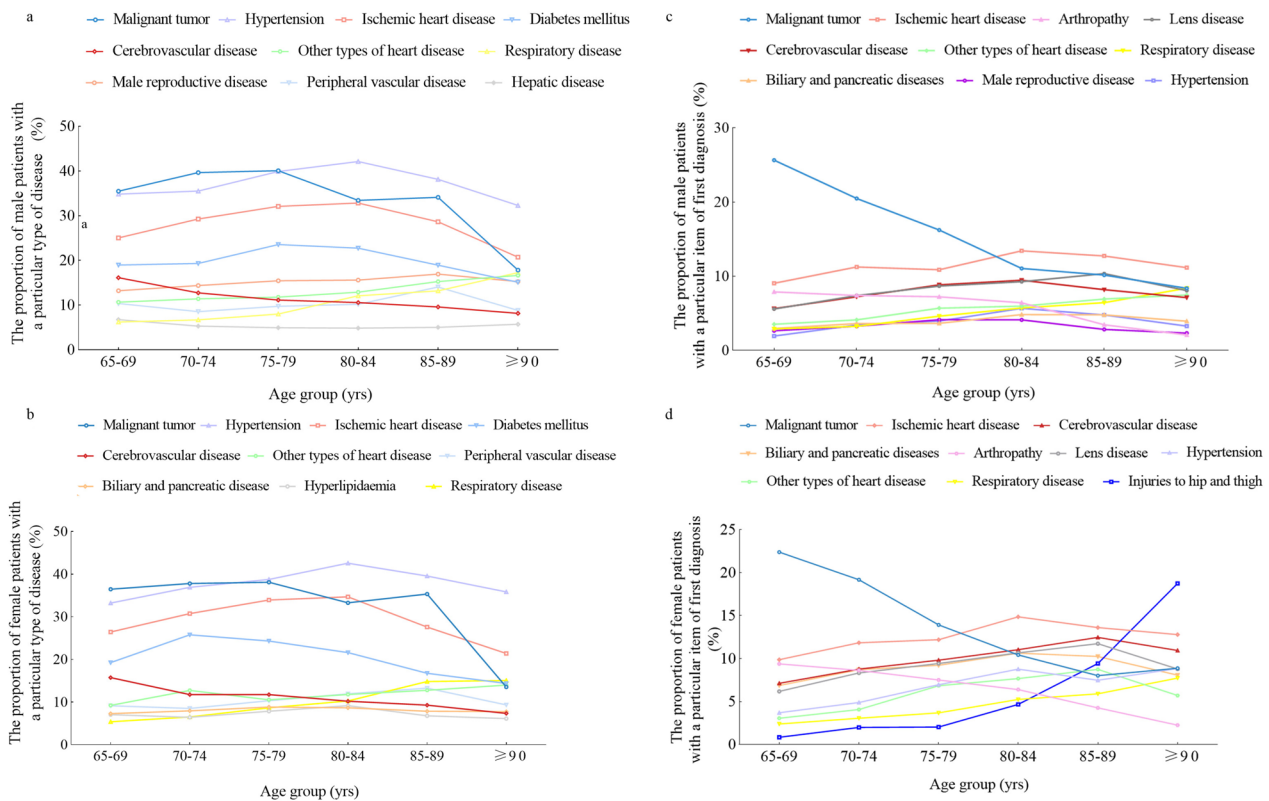 a
Malignant tumor Hypertension Ischemic heart disease Diabetes mellitus
Cerebrovascular disease Other types of heart disease Respiratory disease
Male reproductive disease Peripheral vascular disease Hepatic disease
The proportion of male patients with
a particular type of disease (%)
50
40
30
20
10
0
a
65-69 70-74 75-79 80-84 85-89 ≥90
Age group (yrs)
b
Malignant tumor Hypertension Ischemic heart disease Diabetes mellitus
Cerebrovascular disease Other types of heart disease Peripheral vascular disease
Biliary and pancreatic disease Hyperlipidaemia Respiratory disease
The proportion of female patients with
a particular type of disease (%)
50
40
30
20
10
0
65-69 70-74 75-79 80-84 85-89 ≥90
Age group (yrs)
c
Malignant tumor Ischemic heart disease Arthropathy Lens disease
Cerebrovascular disease Other types of heart disease Respiratory disease
Biliary and pancreatic diseases Male reproductive disease Hypertension
The proportion of male patients
with a particular item of first diagnosis (%)
30
20
10
0
65-69 70-74 75-79 80-84 85-89 ≥90
Age group (yrs)
d
Malignant tumor Ischemic heart disease Cerebrovascular disease
Biliary and pancreatic diseases Arthropathy Lens disease Hypertension
Other types of heart disease Respiratory disease Injuries to hip and thigh
The proportion of female patients
with a particular item of first diagnosis
(%)
25
20
15
10
5
0
65-69 70-74 75-79 80-84 85-89 ≥90
Age group (yrs)